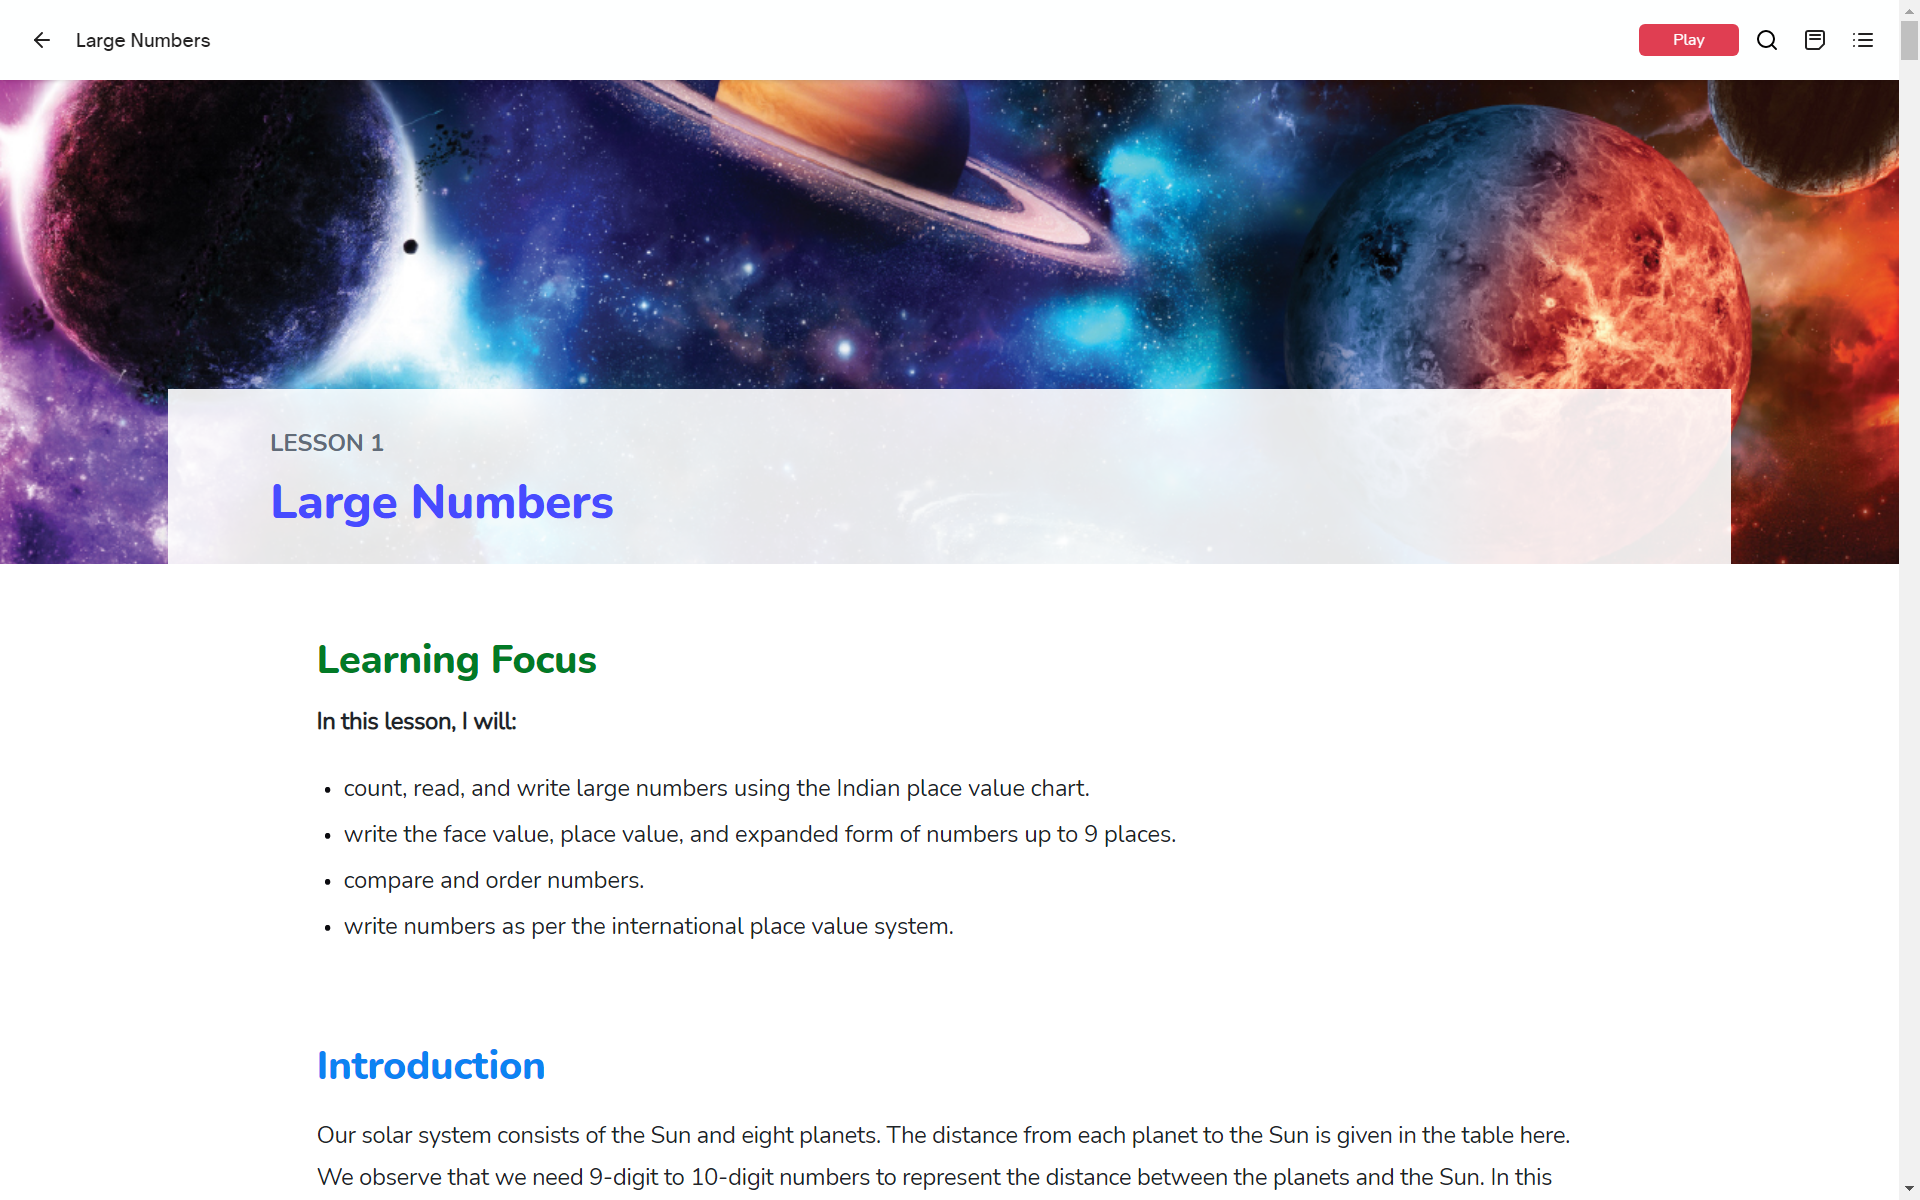 Large Numbers
Play
LESSON 1
Large Numbers
Learning Focus
In this lesson, I will:
• count, read, and write large numbers using the Indian place value chart.
• write the face value, place value, and expanded form of numbers up to 9 places.
• compare and order numbers.
• write numbers as per the international place value system.
Introduction
Our solar system consists of the Sun and eight planets. The distance from each planet to the Sun is given in the table here.
We observe that we need 9-digit to 10-digit numbers to represent the distance between the planets and the Sun. In this